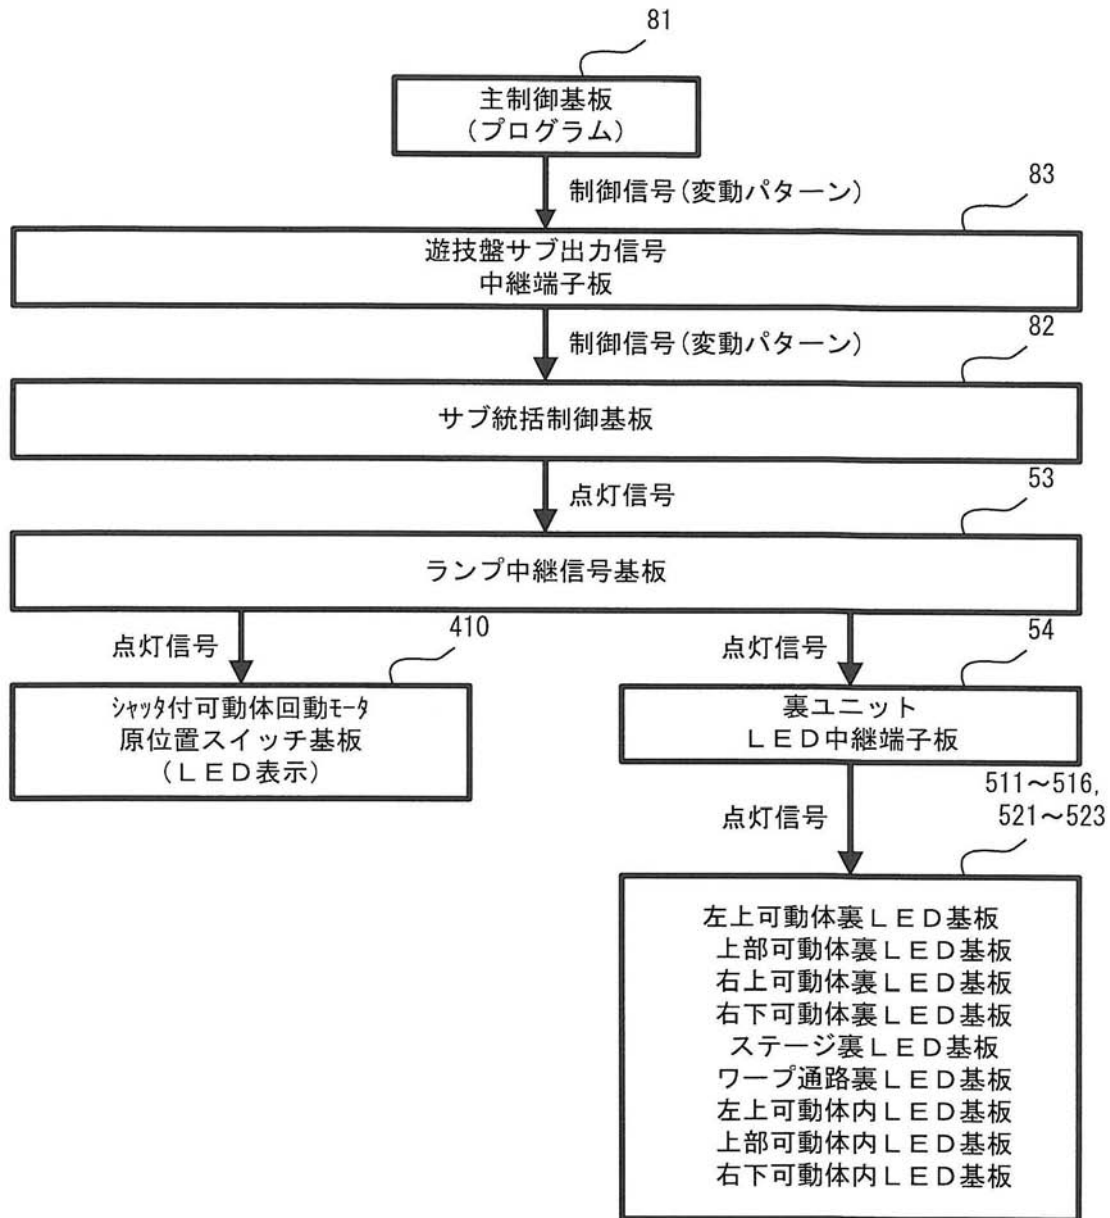 81
主制御基板
(プログラム)
制御信号(変動パターン)
83
遊技盤サブ出力信号
中継端子板
制御信号(変動パターン)
82
サブ統括制御基板
点灯信号
53
ランプ中継信号基板
点灯信号
410
点灯信号
54
ｼｬｯﾀ付可動体回動ﾓｰﾀ
原位置スイッチ基板
(ＬＥＤ表示)
裏ユニット
ＬＥＤ中継端子板
点灯信号
511～516,
521～523
左上可動体裏ＬＥＤ基板
上部可動体裏ＬＥＤ基板
右上可動体裏ＬＥＤ基板
右下可動体裏ＬＥＤ基板
ステージ裏ＬＥＤ基板
ワープ通路裏ＬＥＤ基板
左上可動体内ＬＥＤ基板
上部可動体内ＬＥＤ基板
右下可動体内ＬＥＤ基板